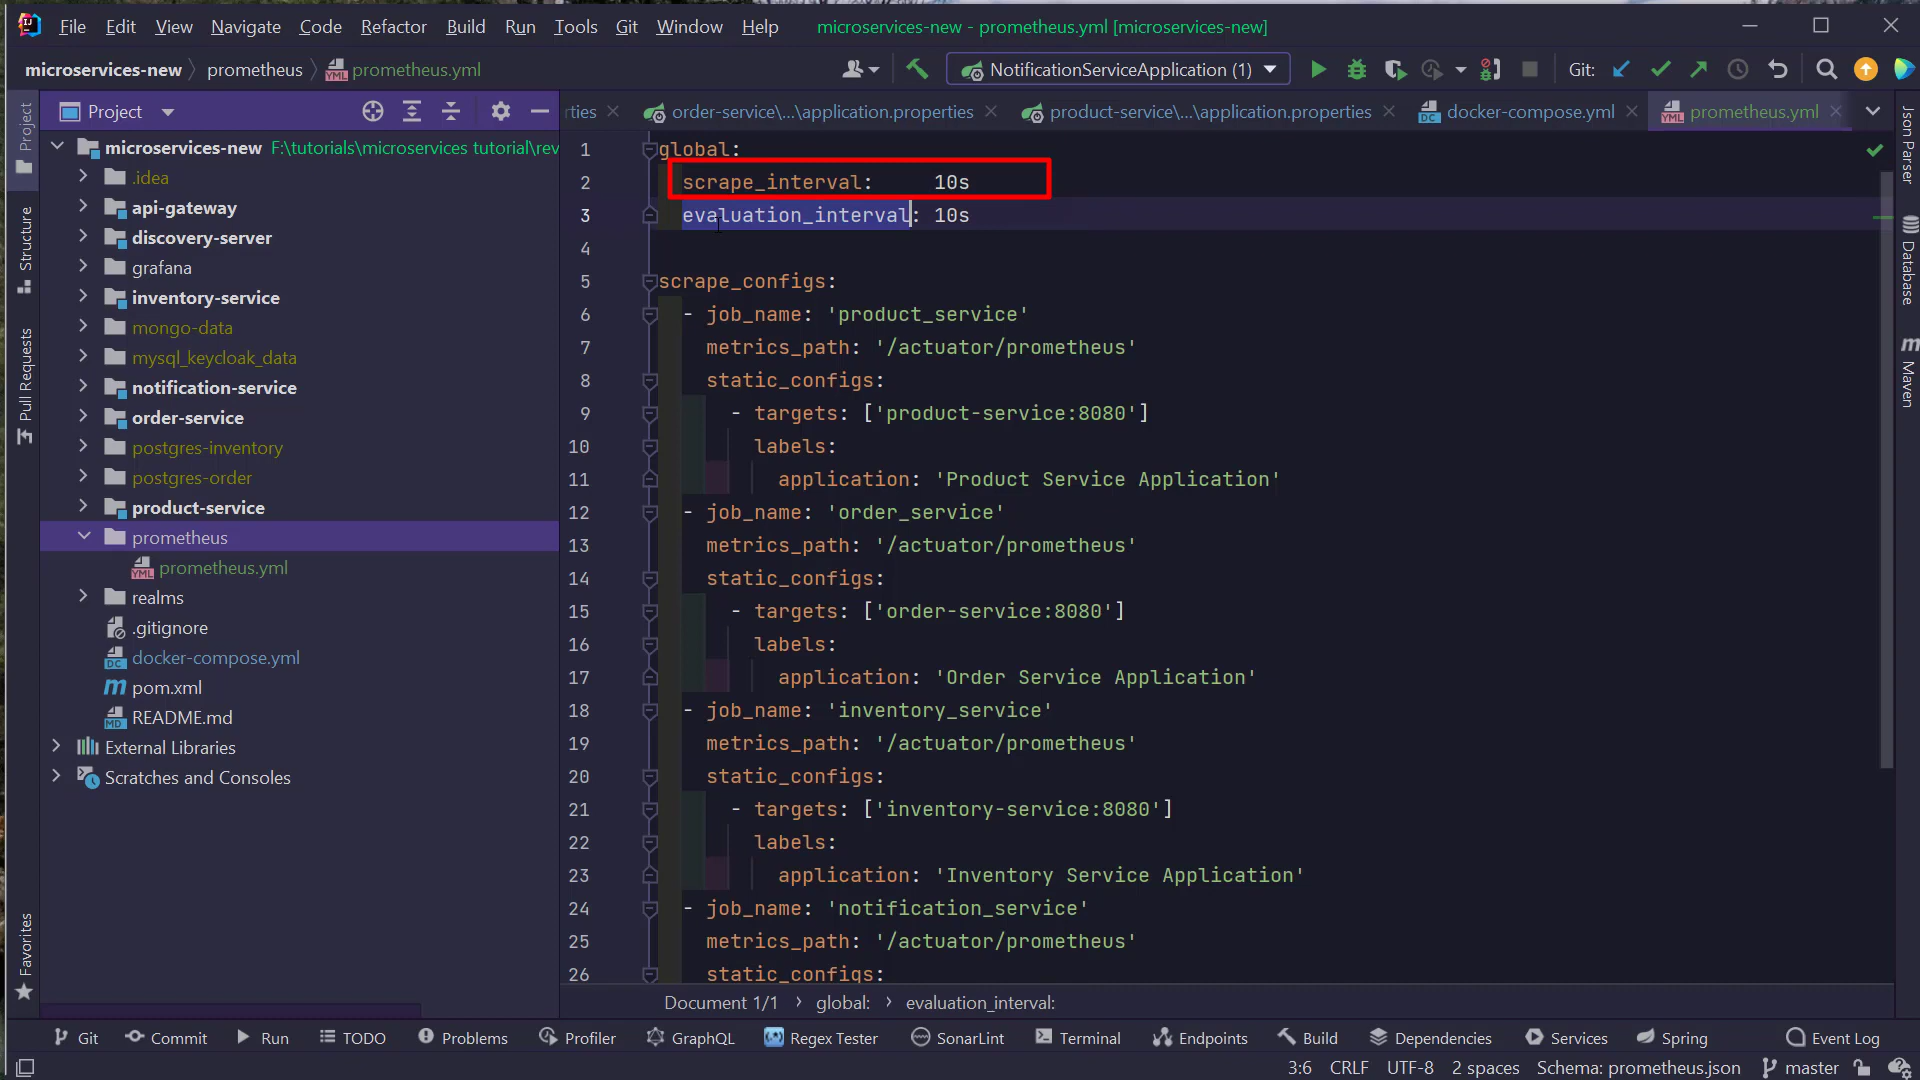 File Edit View Navigate Code Refactor Build Run Tools Git Window Help microservices-new - prometheus.yml [microservices-new]
microservices-new prometheus prometheus.yml NotificationServiceApplication (1) Git:
Project rties order-service\...\application.properties product-service\...\application.properties docker-compose.yml prometheus.yml
microservices-new F:\tutorials\microservices tutorial\rev
.idea
api-gateway
discovery-server
grafana
inventory-service
mongo-data
mysql_keycloak_data
notification-service
order-service
postgres-inventory
postgres-order
product-service
prometheus
prometheus.yml
realms
.gitignore
docker-compose.yml
pom.xml
README.md
External Libraries
Scratches and Consoles
Project
Structure
Pull Requests
Favorites
1 global:
2 scrape_interval: 10s
3 evaluation_interval: 10s
4
5 scrape_configs:
6 - job_name: 'product_service'
7 metrics_path: '/actuator/prometheus'
8 static_configs:
9 - targets: ['product-service:8080']
10 labels:
11 application: 'Product Service Application'
12 - job_name: 'order_service'
13 metrics_path: '/actuator/prometheus'
14 static_configs:
15 - targets: ['order-service:8080']
16 labels:
17 application: 'Order Service Application'
18 - job_name: 'inventory_service'
19 metrics_path: '/actuator/prometheus'
20 static_configs:
21 - targets: ['inventory-service:8080']
22 labels:
23 application: 'Inventory Service Application'
24 - job_name: 'notification_service'
25 metrics_path: '/actuator/prometheus'
26 static_configs:
Json Parser
Database
Maven
Document 1/1 global: evaluation_interval:
Git Commit Run TODO Problems Profiler GraphQL Regex Tester SonarLint Terminal Endpoints Build Dependencies Services Spring Event Log
3:6 CRLF UTF-8 2 spaces Schema: prometheus.json master